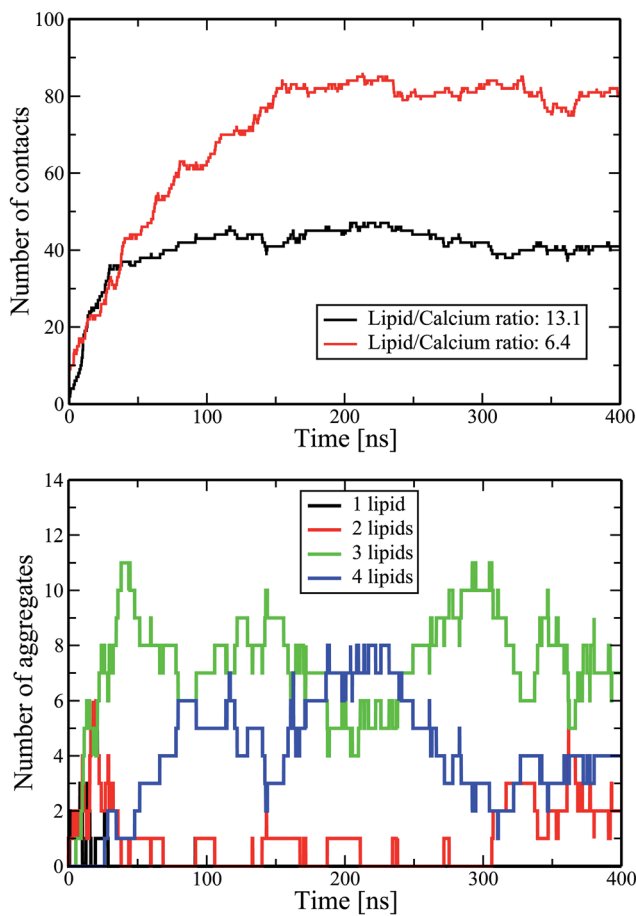 100
80
60
40
20
0
Number of contacts
Lipid/Calcium ratio: 13.1
Lipid/Calcium ratio: 6.4
0 100 200 300 400
Time [ns]
14
12
10
8
6
4
2
0
Number of aggregates
1 lipid
2 lipids
3 lipids
4 lipids
0 100 200 300 400
Time [ns]